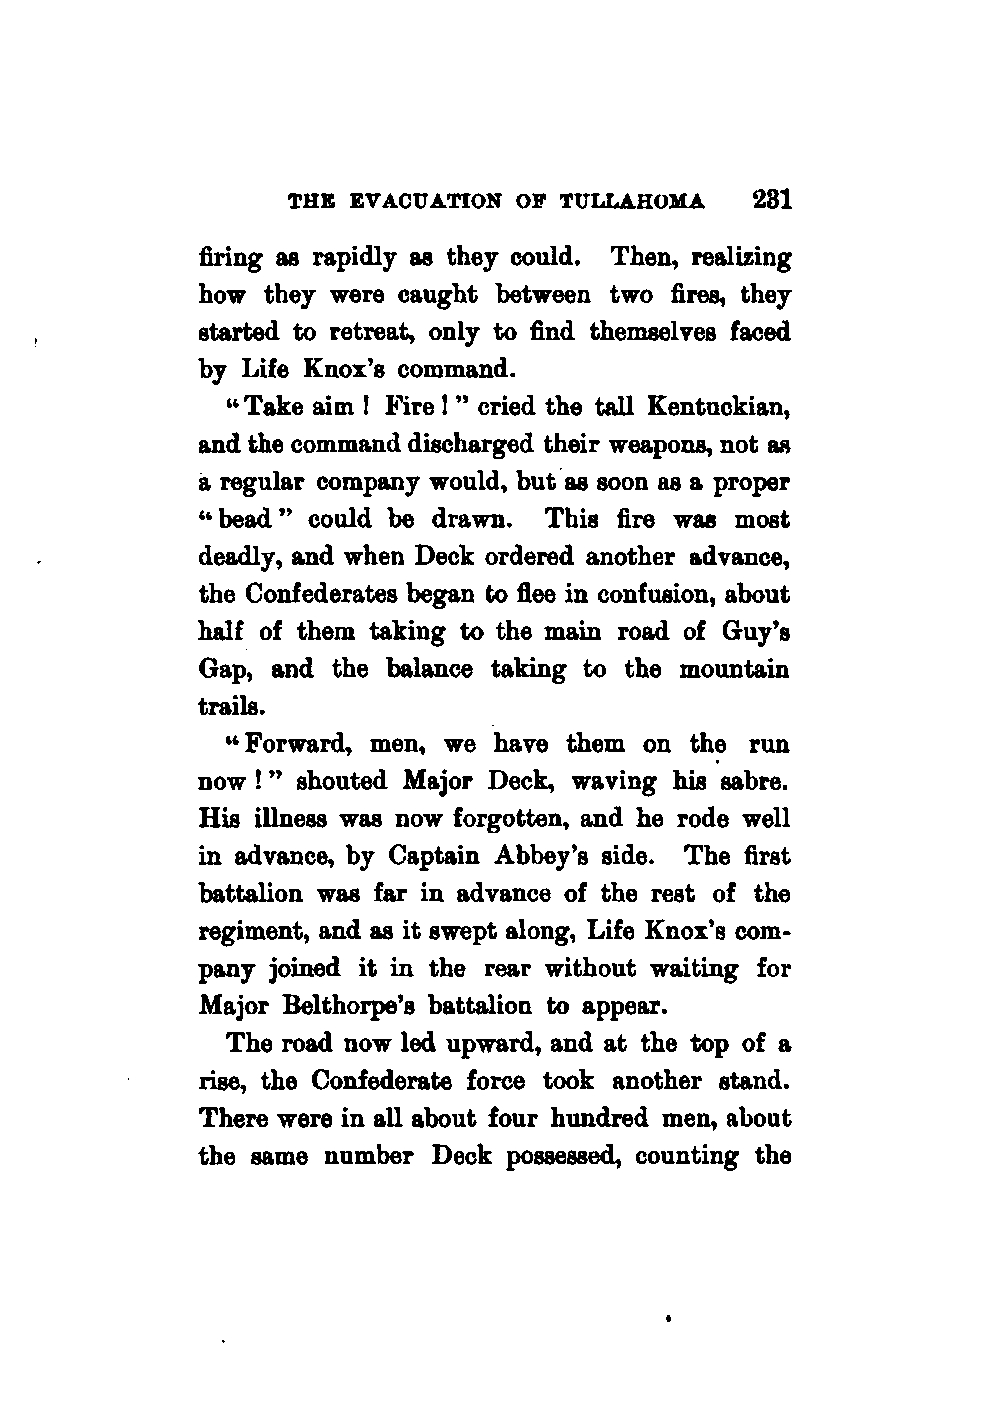 THE EVACUATION OF TULLAHOMA 231
firing as rapidly as they could. Then, realizing
how they were caught between two fires, they
started to retreat, only to find themselves faced
by Life Knox's command.
"Take aim! Fire!" cried the tall Kentuckian,
and the command discharged their weapons, not as
a regular company would, but as soon as a proper
"bead" could be drawn. This fire was most
deadly, and when Deck ordered another advance,
the Confederates began to flee in confusion, about
half of them taking to the main road of Guy's
Gap, and the balance taking to the mountain
trails.
"Forward, men, we have them on the run
now!" shouted Major Deck, waving his sabre.
His illness was now forgotten, and he rode well
in advance, by Captain Abbey's side. The first
battalion was far in advance of the rest of the
regiment, and as it swept along, Life Knox's com-
pany joined it in the rear without waiting for
Major Belthorpe's battalion to appear.
The road now led upward, and at the top of a
rise, the Confederate force took another stand.
There were in all about four hundred men, about
the same number Deck possessed, counting the